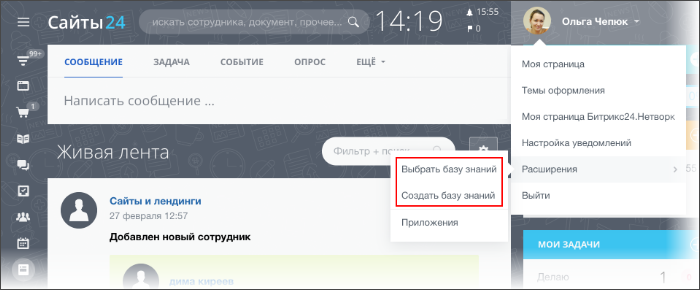 Сайты 24
искать сотрудника, документ, прочее...
14:19
15:55
0
Ольга Чепюк
99+
1
СООБЩЕНИЕ
ЗАДАЧА
СОБЫТИЕ
ОПРОС
ЕЩЁ
Написать сообщение ...
Живая лента
Фильтр + поиск
Моя страница
Темы оформления
Моя страница Битрикс24.Нетворк
Настройка уведомлений
Расширения
Выйти
Выбрать базу знаний
Создать базу знаний
Приложения
Сайты и лендинги
27 февраля 12:57
Добавлен новый сотрудник
дима киреев
МОИ ЗАДАЧИ
Делаю
1